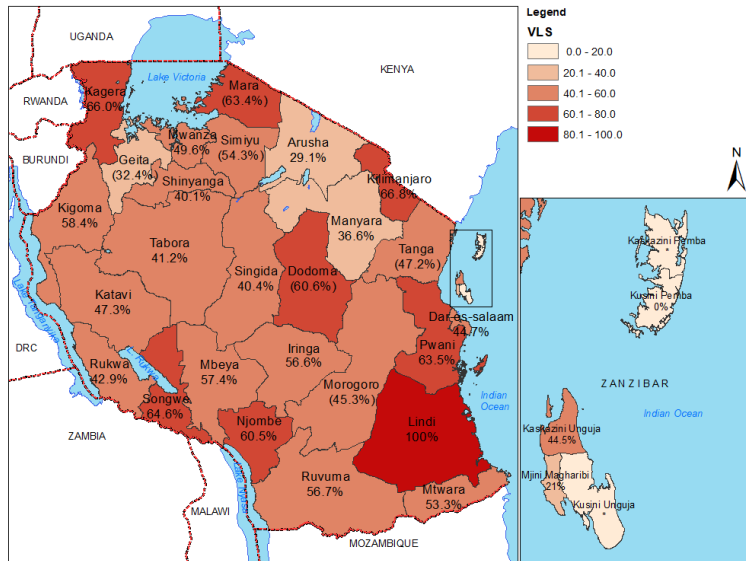 UGANDA
KENYA
RWANDA
BURUNDI
DRC
ZAMBIA
MALAWI
MOZAMBIQUE
Lake Victoria
Lake Tanganyika
L. Rukwa
Indian
Ocean
Kagera
66.0%
Mara
(63.4%)
Mwanza
49.6%
Simiyu
(54.3%)
Arusha
29.1%
Geita
(32.4%)
Shinyanga
40.1%
Kilimanjaro
66.8%
Kigoma
58.4%
Manyara
36.6%
Tabora
41.2%
Tanga
(47.2%)
Singida
40.4%
Dodoma
(60.6%)
Katavi
47.3%
Dar-es-salaam
44.7%
Pwani
63.5%
Rukwa
42.9%
Mbeya
57.4%
Iringa
56.6%
Morogoro
(45.3%)
Songwe
64.6%
Njombe
60.5%
Lindi
100%
Ruvuma
56.7%
Mtwara
53.3%
Legend
VLS
0.0 - 20.0
20.1 - 40.0
40.1 - 60.0
60.1 - 80.0
80.1 - 100.0
N
Kaskazini Pemba
*
Kusini Pemba
0%
ZANZIBAR
Indian Ocean
Kaskazini Unguja
44.5%
Mjini Magharibi
21%
Kusini Unguja
*